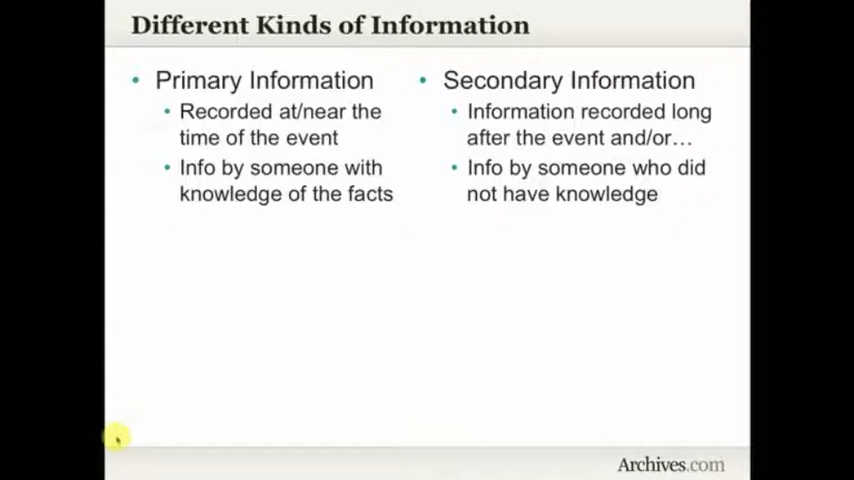 Different Kinds of Information
• Primary Information
• Recorded at/near the
time of the event
• Info by someone with
knowledge of the facts
• Secondary Information
• Information recorded long
after the event and/or…
• Info by someone who did
not have knowledge
Archives.com